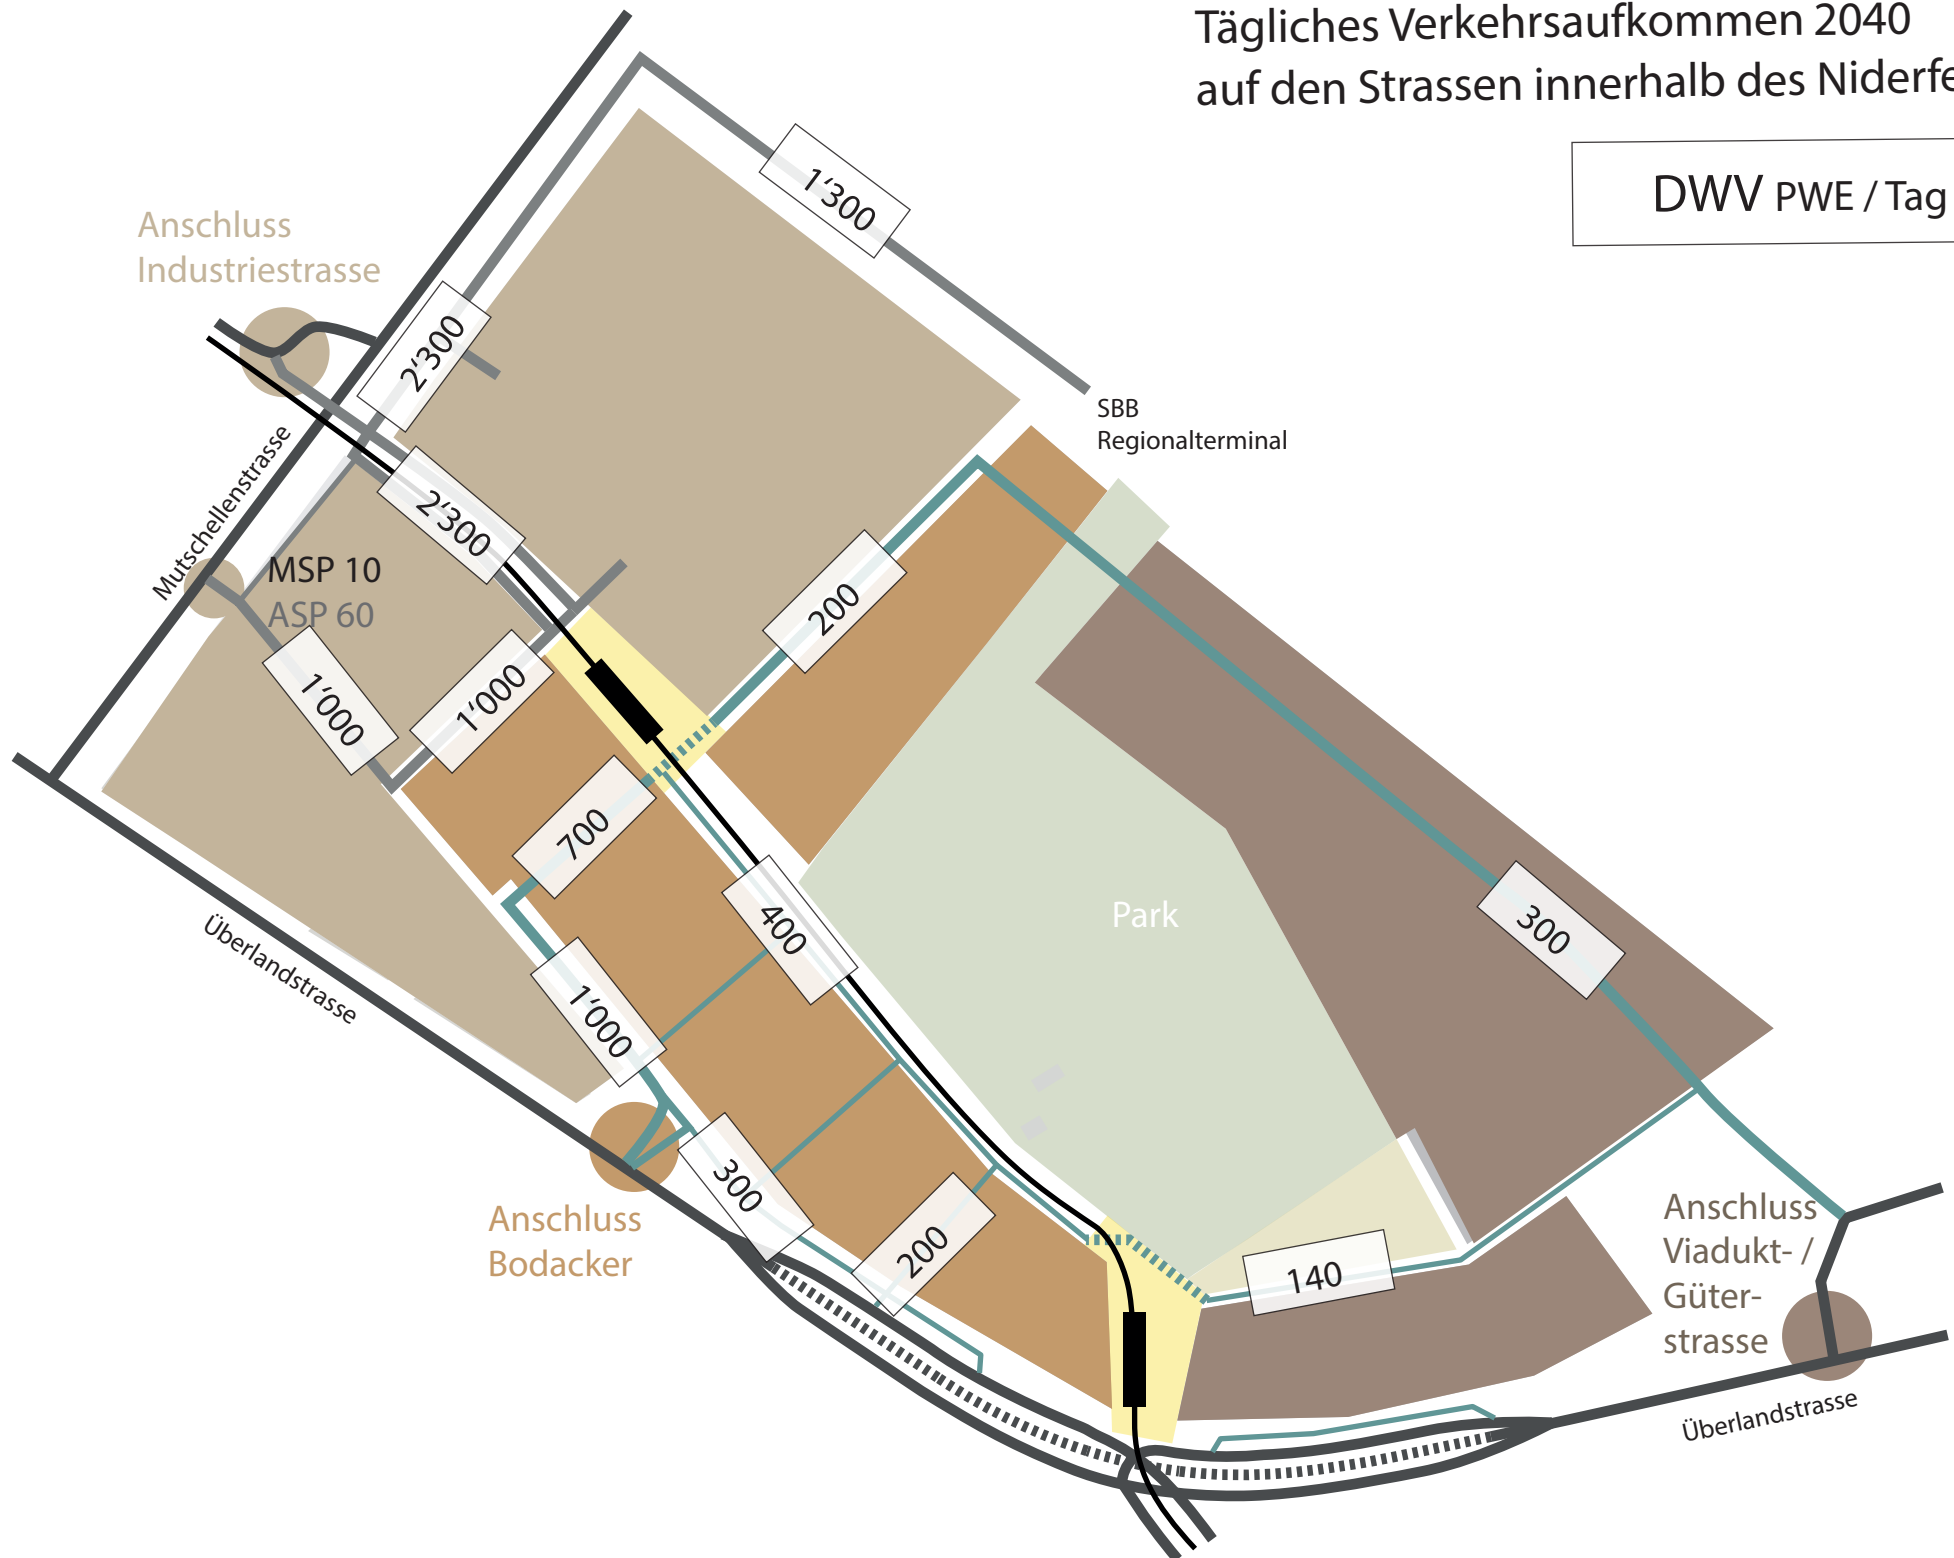 Tägliches Verkehrsaufkommen 2040
auf den Strassen innerhalb des Niderfe
DWV PWE / Tag
1'300
Anschluss
Industriestrasse
2'300
SBB
Regionalterminal
Mutschellenstrasse
2'300
MSP 10
ASP 60
200
1'000
1'000
700
400
Park
300
Überlandstrasse
1'000
300
Anschluss
Bodacker
200
140
Anschluss
Viadukt- /
Güter-
strasse
Überlandstrasse